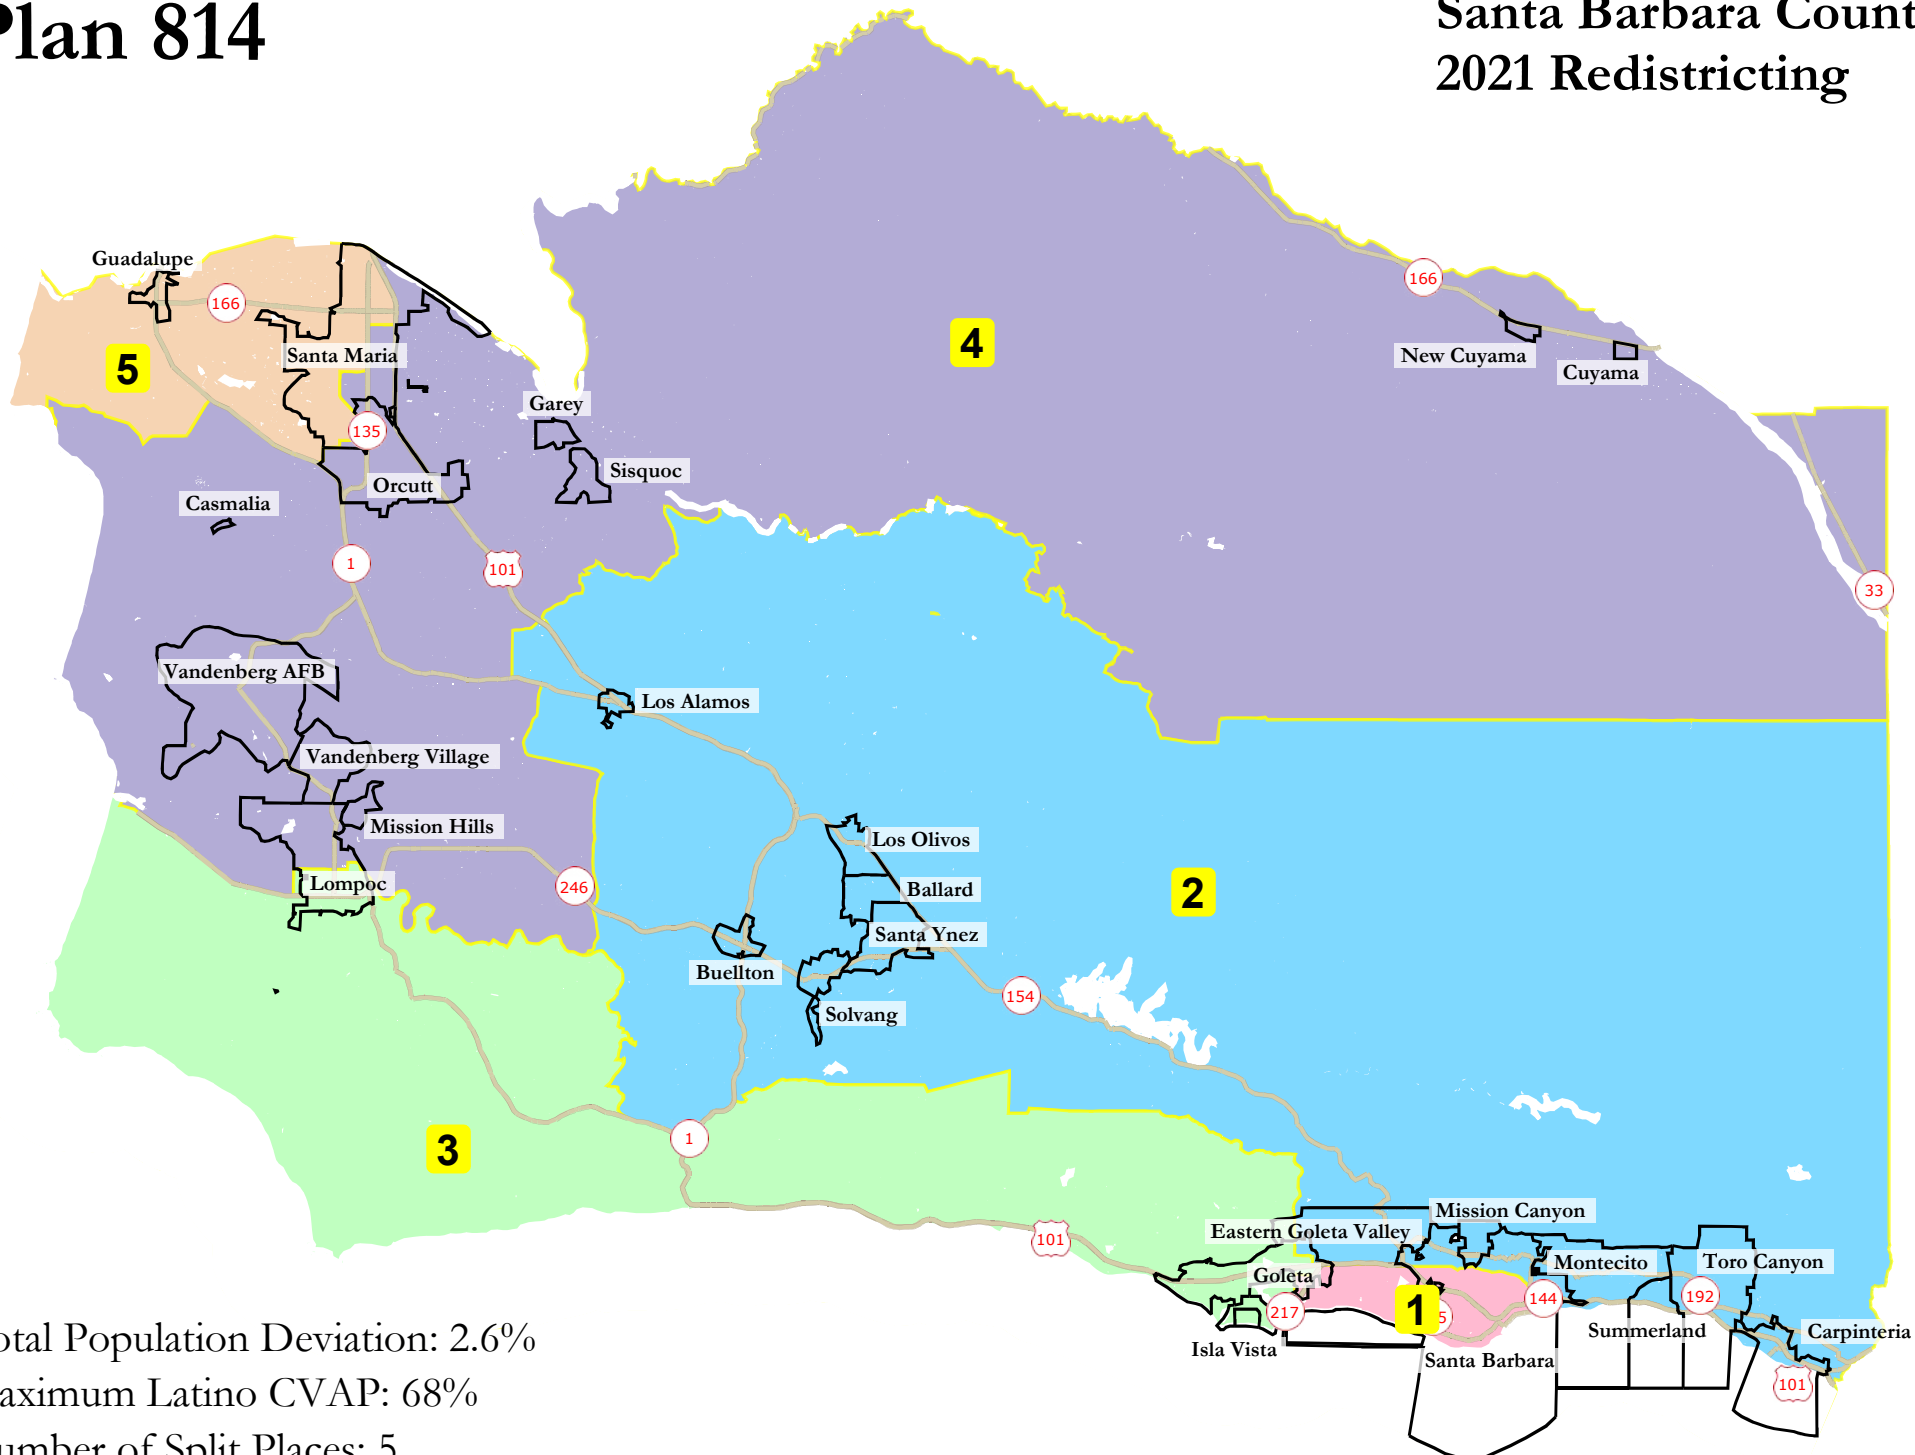 Plan 814
Santa Barbara Count
2021 Redistricting
Guadalupe
166
5
Santa Maria
135
Orcutt
Casmalia
Garey
Sisquoc
4
166
New Cuyama
Cuyama
33
1
101
Vandenberg AFB
Vandenberg Village
Mission Hills
Lompoc
246
Los Alamos
Los Olivos
Ballard
Santa Ynez
Buellton
Solvang
154
2
3
1
101
Eastern Goleta Valley
Mission Canyon
Goleta
Montecito
Toro Canyon
217
1
5
144
192
Isla Vista
Santa Barbara
Summerland
Carpinteria
101
otal Population Deviation: 2.6%
aximum Latino CVAP: 68%
umber of Split Places: 5